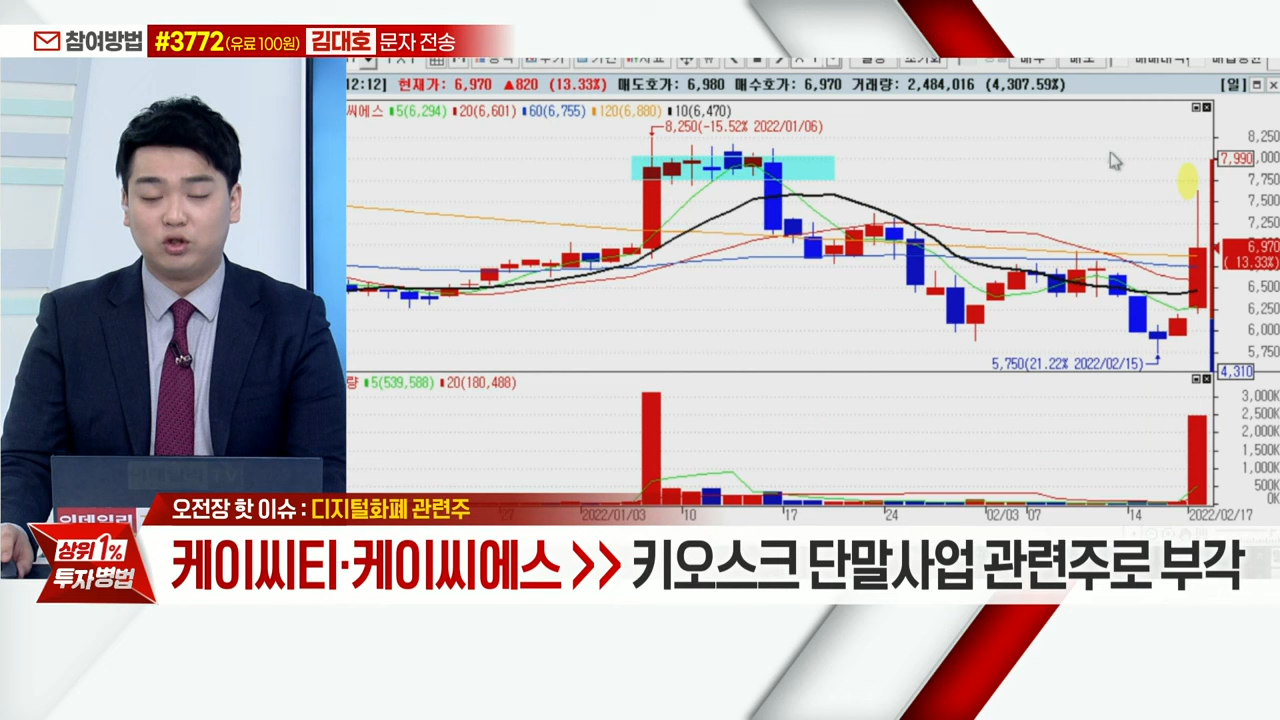 참여방법 #3772(유료 100원) 김대호 문자 전송
12:12] 현재가: 6,970 ▲820 (13.33%) 매도호가: 6,980 매수호가: 6,970 거래량: 2,484,016 (4,307.59%) [일]
씨에스 5(6,294) 20(6,601) 60(6,755) 120(6,880) 10(6,470)
8,250(-15.52% 2022/01/06)
8,250
7,990
7,750
7,500
7,250
6,970
( 13.33%)
6,500
6,250
6,000
5,750
5,750(21.22% 2022/02/15)
4,310
량 5(539,588) 20(180,488)
3,000K
2,500K
2,000K
1,500K
1,000K
500K
0K
27 2022/01/03 10 17 24 02/03 07 14 2022/02/17
이데일리
오전장 핫 이슈 : 디지털화폐 관련주
상위 1% 투자병법
케이씨티·케이씨에스 >> 키오스크 단말사업 관련주로 부각